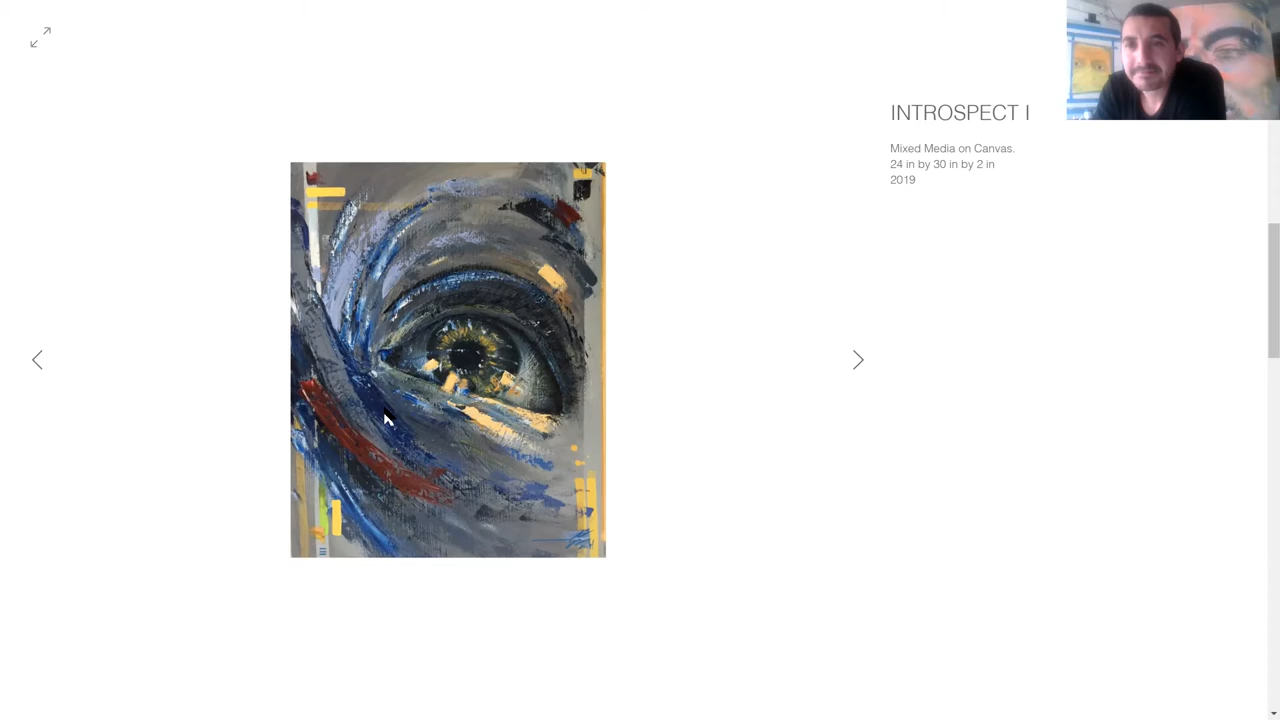 INTROSPECT I
Mixed Media on Canvas.
24 in by 30 in by 2 in
2019